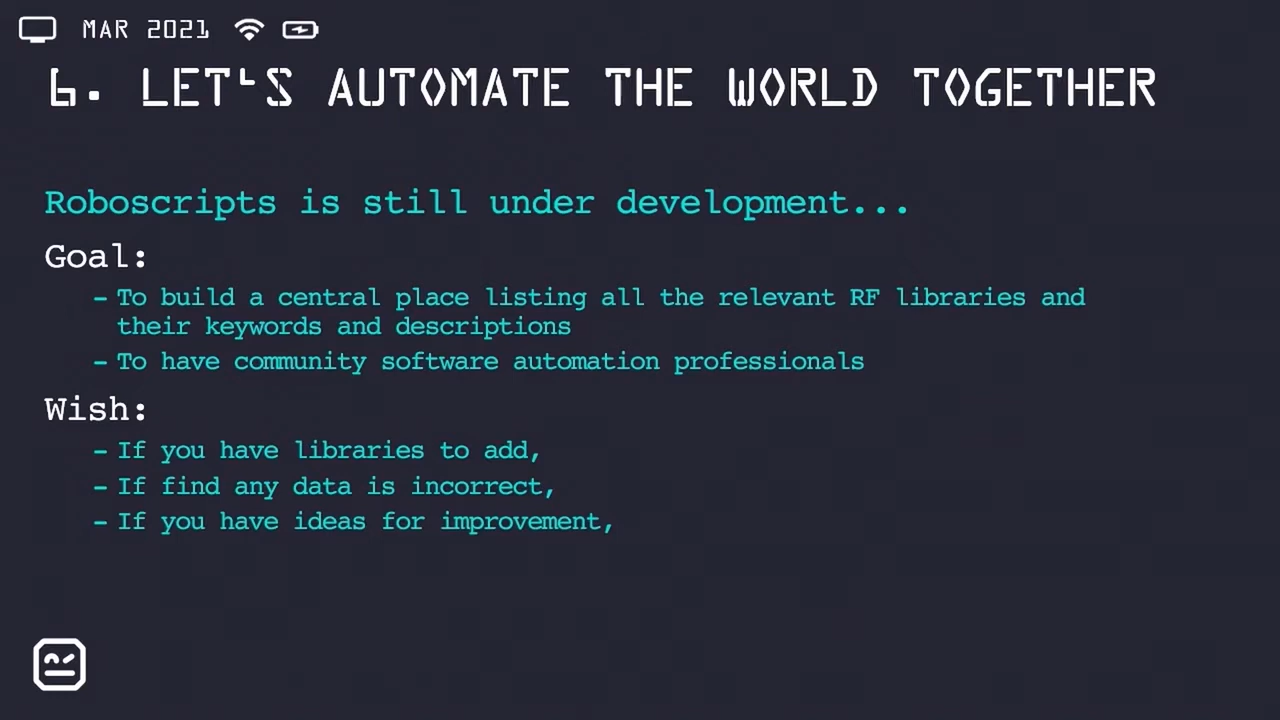 MAR 2021
6. LET'S AUTOMATE THE WORLD TOGETHER
Roboscripts is still under development...
Goal:
- To build a central place listing all the relevant RF libraries and
their keywords and descriptions
- To have community software automation professionals
Wish:
- If you have libraries to add,
- If find any data is incorrect,
- If you have ideas for improvement,